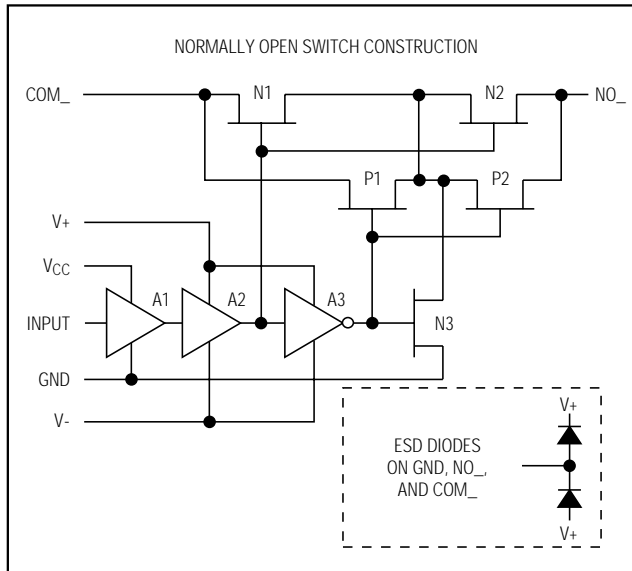 NORMALLY OPEN SWITCH CONSTRUCTION
COM_
N1
N2
NO_
P1
P2
V+
VCC
A1
A2
A3
INPUT
N3
GND
V-
V+
ESD DIODES
ON GND, NO_,
AND COM_
V+